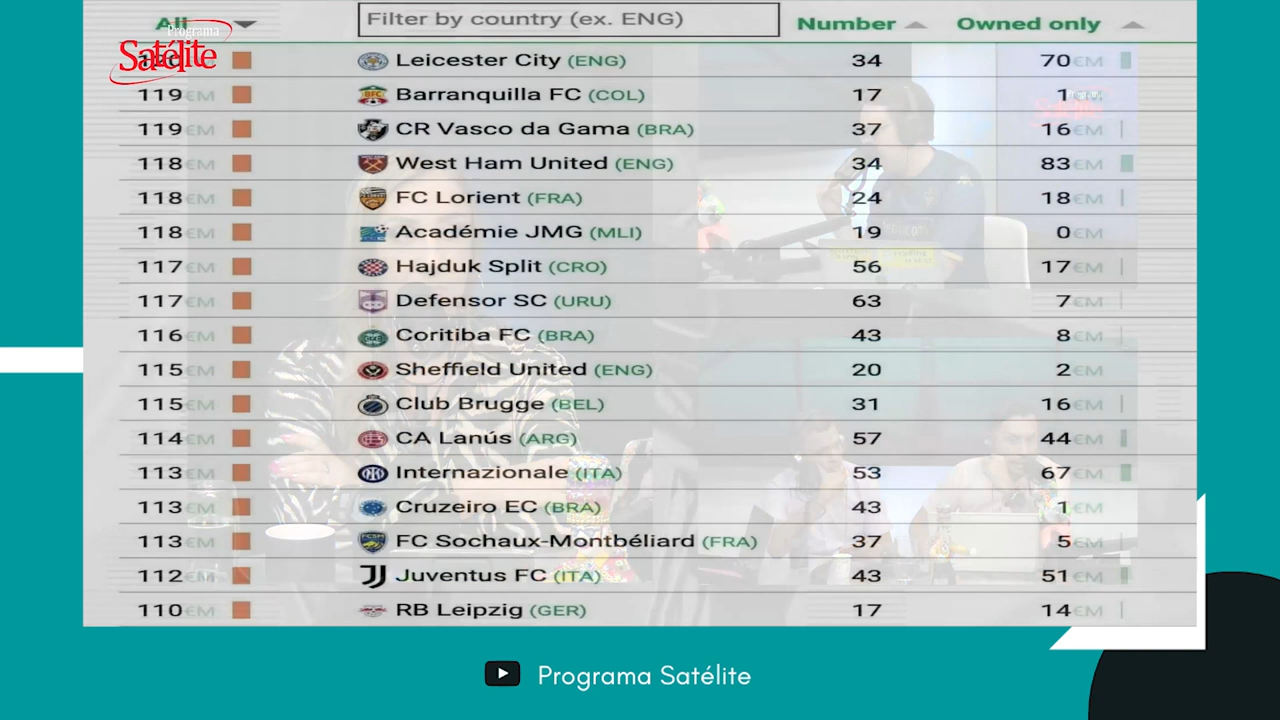 Programa
Satélite
All Filter by country (ex. ENG) Number Owned only
Leicester City (ENG) 34 70€M
119€M Barranquilla FC (COL) 17 1
119€M CR Vasco da Gama (BRA) 37 16€M
118€M West Ham United (ENG) 34 83€M
118€M FC Lorient (FRA) 24 18€M
118€M Académie JMG (MLI) 19 0€M
117€M Hajduk Split (CRO) 56 17€M
117€M Defensor SC (URU) 63 7€M
116€M Coritiba FC (BRA) 43 8€M
115€M Sheffield United (ENG) 20 2€M
115€M Club Brugge (BEL) 31 16€M
114€M CA Lanús (ARG) 57 44€M
113€M Internazionale (ITA) 53 67€M
113€M Cruzeiro EC (BRA) 43 1€M
113€M FC Sochaux-Montbéliard (FRA) 37 5€M
112€M Juventus FC (ITA) 43 51€M
110€M RB Leipzig (GER) 17 14€M
Programa Satélite